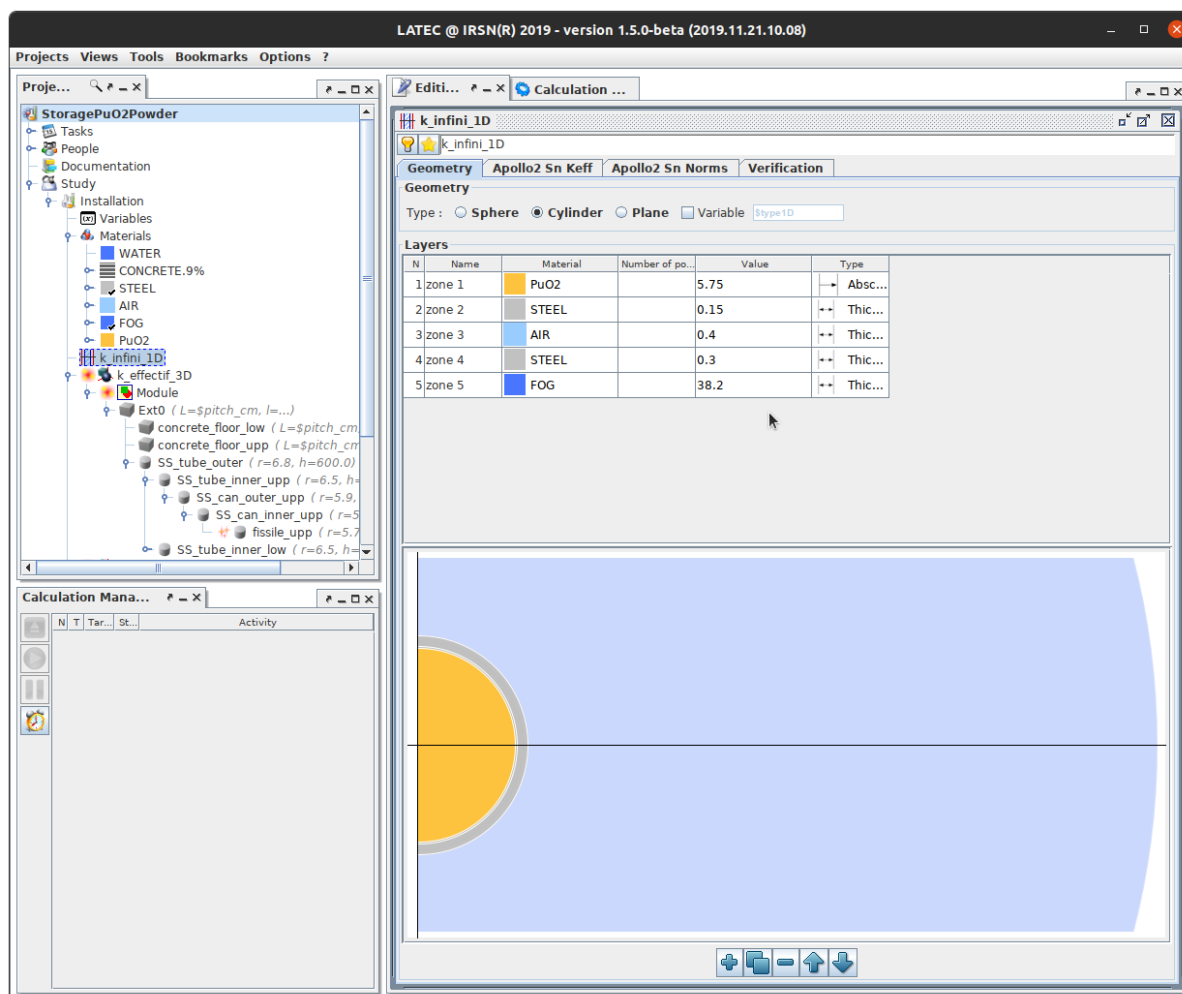 LATEC @ IRSN(R) 2019 - version 1.5.0-beta (2019.11.21.10.08)
Projects Views Tools Bookmarks Options ?
Proje...
StoragePuO2Powder
Tasks
People
Documentation
Study
Installation
(x) Variables
Materials
WATER
CONCRETE.9%
STEEL
AIR
FOG
PuO2
k_infini_1D
k_effectif_3D
Module
Ext0 ( L=$pitch_cm, l=...)
concrete_floor_low ( L=$pitch_cm
concrete_floor_upp ( L=$pitch_cm
SS_tube_outer ( r=6.8, h=600.0)
SS_tube_inner_upp ( r=6.5, h=
SS_can_outer_upp ( r=5.9,
SS_can_inner_upp ( r=5
fissile_upp ( r=5.7
SS_tube_inner_low ( r=6.5, h=
Calculation Mana...
N T Tar... St... Activity
Editi... Calculation ...
k_infini_1D
k_infini_1D
Geometry Apollo2 Sn Keff Apollo2 Sn Norms Verification
Geometry
Type : Sphere Cylinder Plane Variable $type1D
Layers
N Name Material Number of po... Value Type
1 zone 1 PuO2 5.75 Absc...
2 zone 2 STEEL 0.15 Thic...
3 zone 3 AIR 0.4 Thic...
4 zone 4 STEEL 0.3 Thic...
5 zone 5 FOG 38.2 Thic...